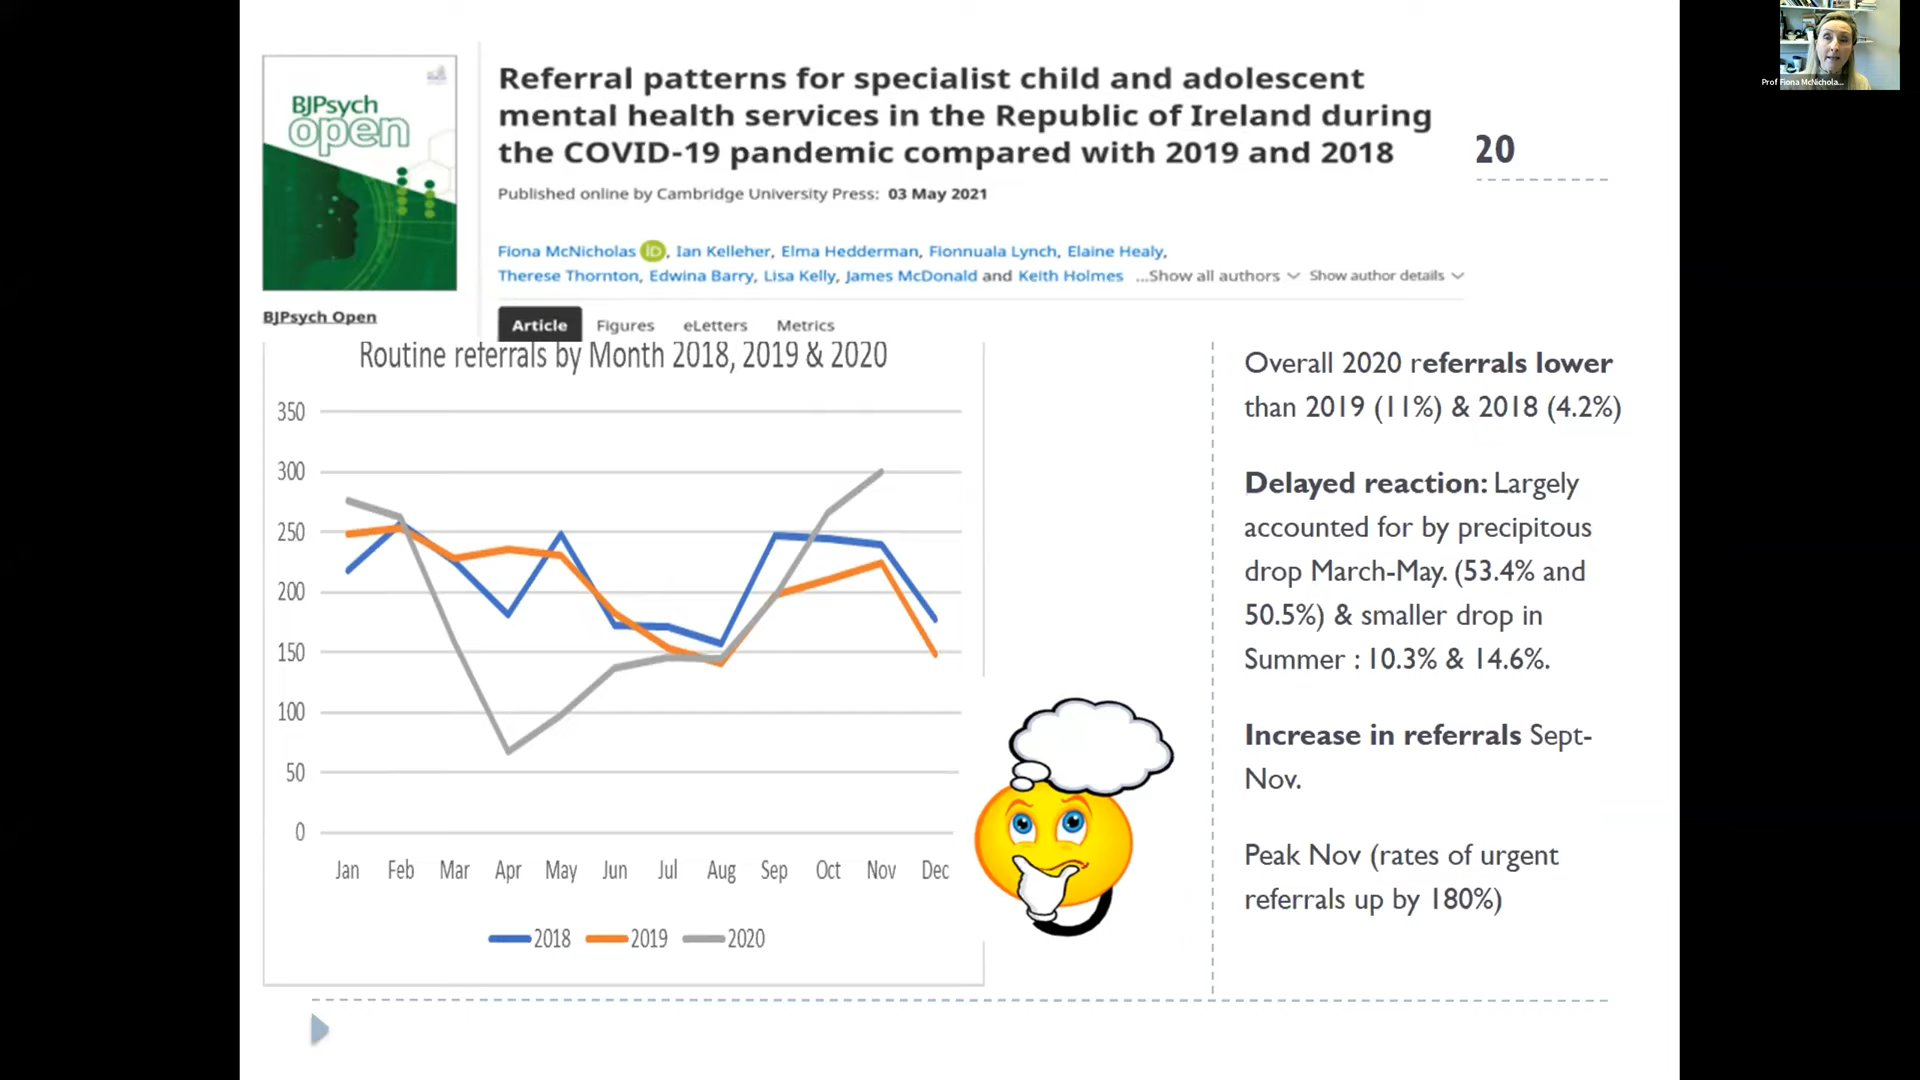 BJPsych
open
BJPsych Open
Referral patterns for specialist child and adolescent
mental health services in the Republic of Ireland during
the COVID-19 pandemic compared with 2019 and 2018
20
Published online by Cambridge University Press: 03 May 2021
Fiona McNicholas iD , Ian Kelleher, Elma Hedderman, Fionnuala Lynch, Elaine Healy,
Therese Thornton, Edwina Barry, Lisa Kelly, James McDonald and Keith Holmes ...Show all authors Show author details
Article Figures eLetters Metrics
Routine referrals by Month 2018, 2019 & 2020
350
300
250
200
150
100
50
0
Jan Feb Mar Apr May Jun Jul Aug Sep Oct Nov Dec
2018 2019 2020
Overall 2020 referrals lower
than 2019 (11%) & 2018 (4.2%)
Delayed reaction: Largely
accounted for by precipitous
drop March-May. (53.4% and
50.5%) & smaller drop in
Summer : 10.3% & 14.6%.
Increase in referrals Sept-
Nov.
Peak Nov (rates of urgent
referrals up by 180%)
Prof Fiona McNichola...